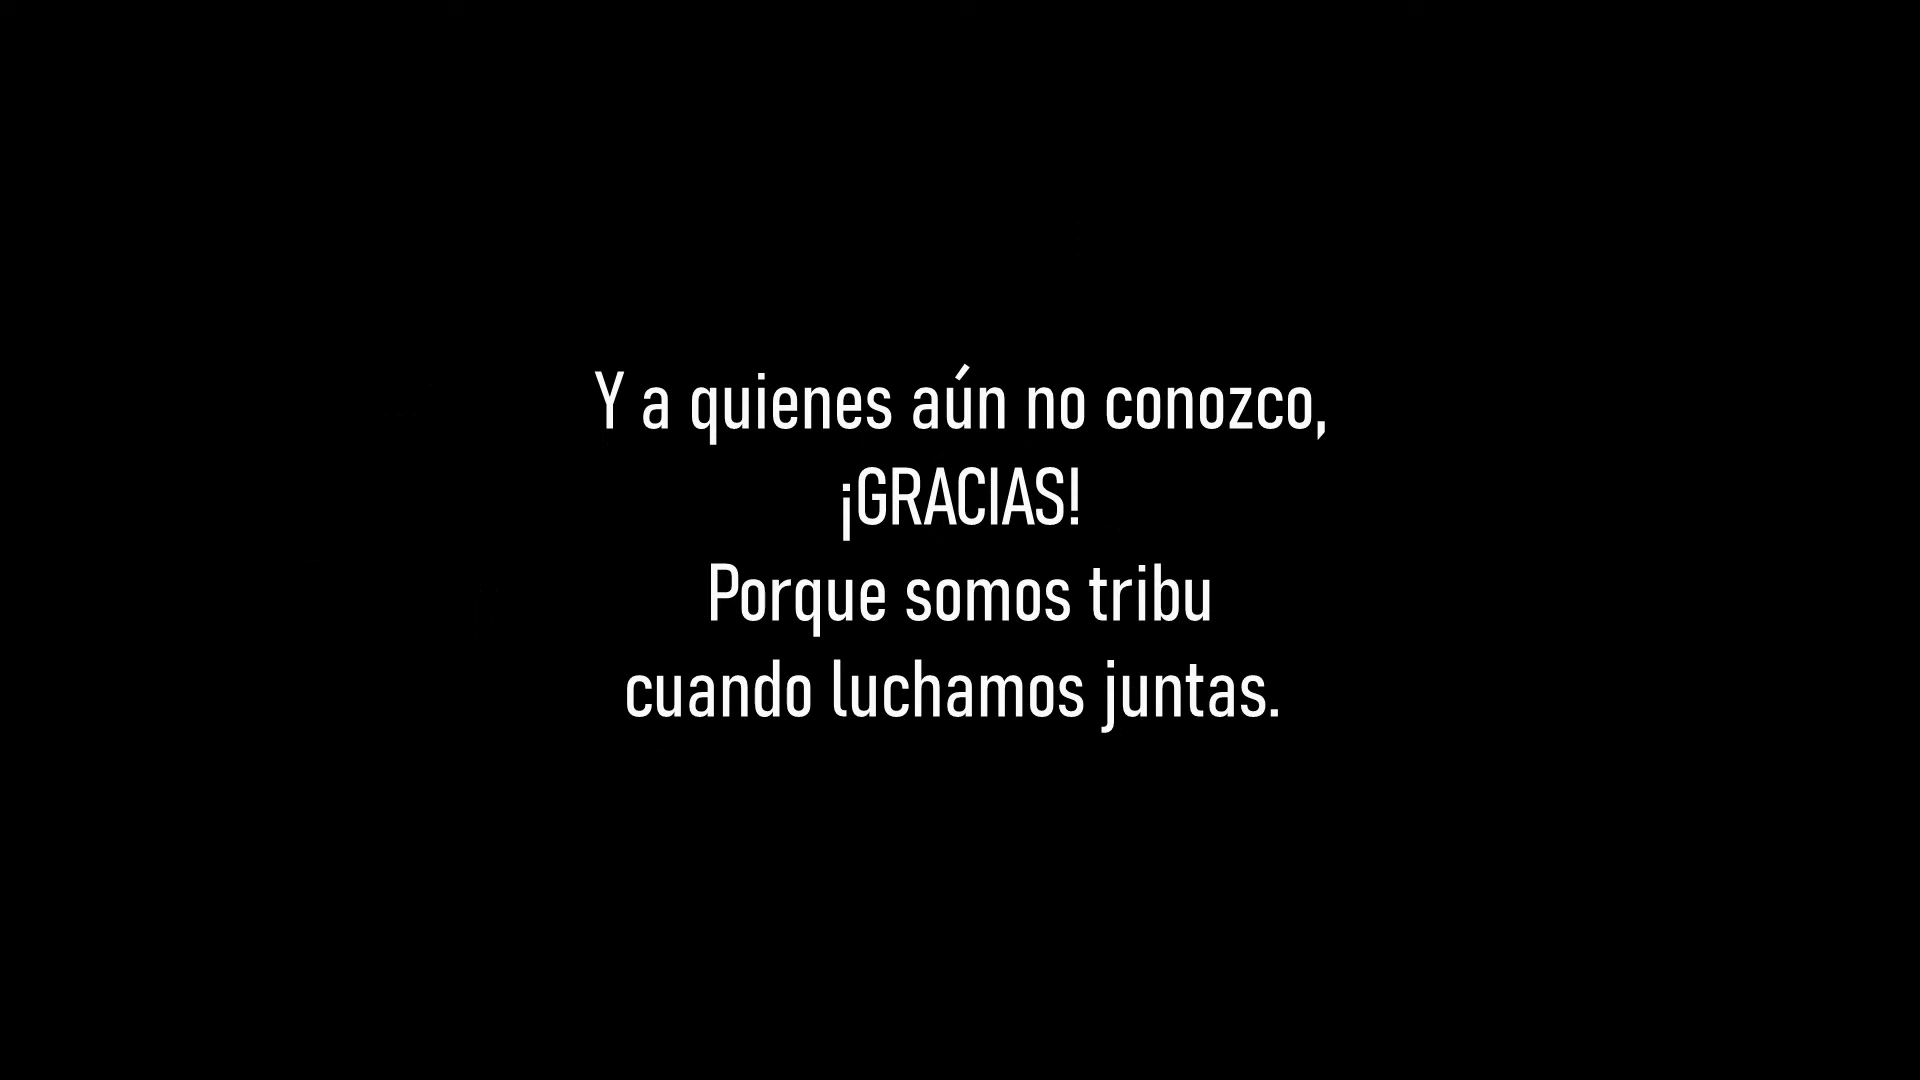 Y a quienes aún no conozco,
¡GRACIAS!
Porque somos tribu
cuando luchamos juntas.